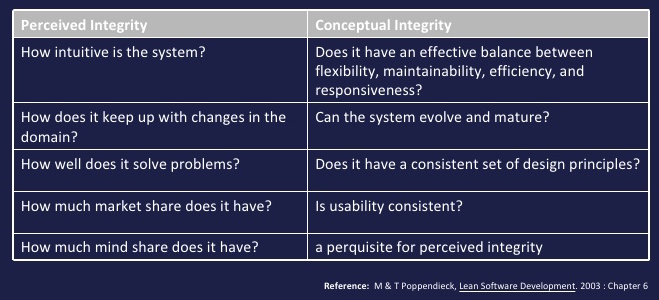 Perceived Integrity
Conceptual Integrity
How intuitive is the system?
Does it have an effective balance between
flexibility, maintainability, efficiency, and
responsiveness?
How does it keep up with changes in the
domain?
Can the system evolve and mature?
How well does it solve problems?
Does it have a consistent set of design principles?
How much market share does it have?
Is usability consistent?
How much mind share does it have?
a perquisite for perceived integrity
Reference: M & T Poppendieck, Lean Software Development. 2003 : Chapter 6